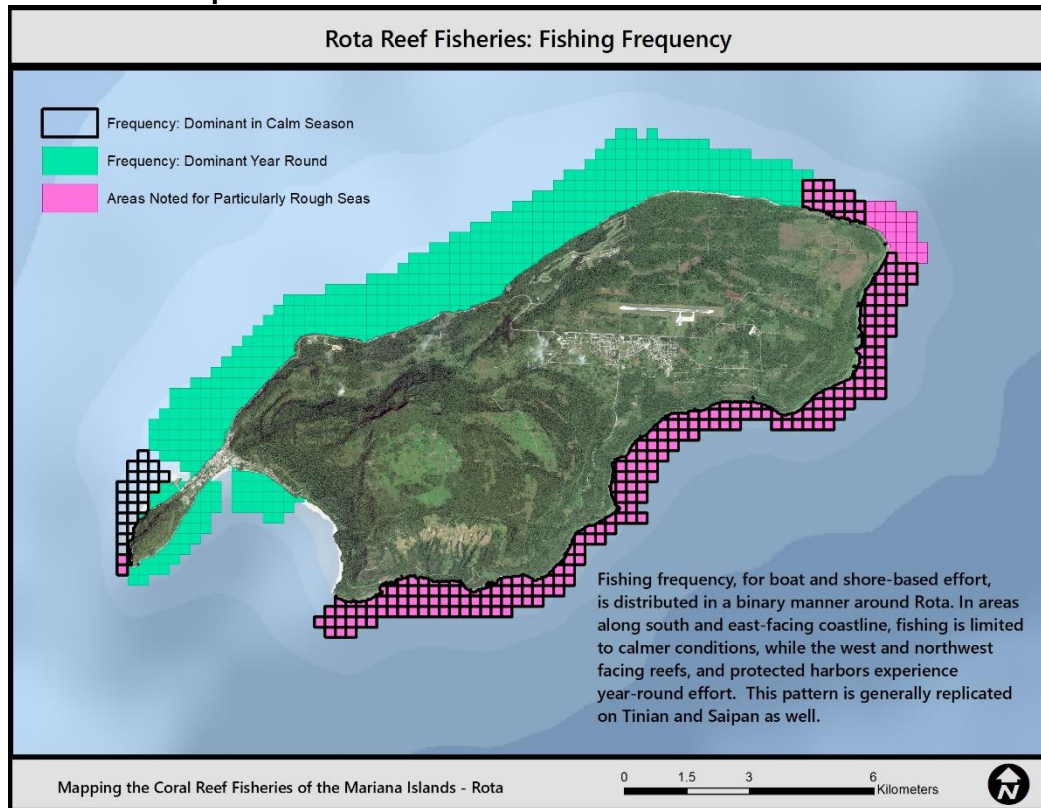 Rota Reef Fisheries: Fishing Frequency
Frequency: Dominant in Calm Season
Frequency: Dominant Year Round
Areas Noted for Particularly Rough Seas
Fishing frequency, for boat and shore-based effort,
is distributed in a binary manner around Rota. In areas
along south and east-facing coastline, fishing is limited
to calmer conditions, while the west and northwest
facing reefs, and protected harbors experience
year-round effort.  This pattern is generally replicated
on Tinian and Saipan as well.
Mapping the Coral Reef Fisheries of the Mariana Islands - Rota
0 1.5 3 6
Kilometers
N